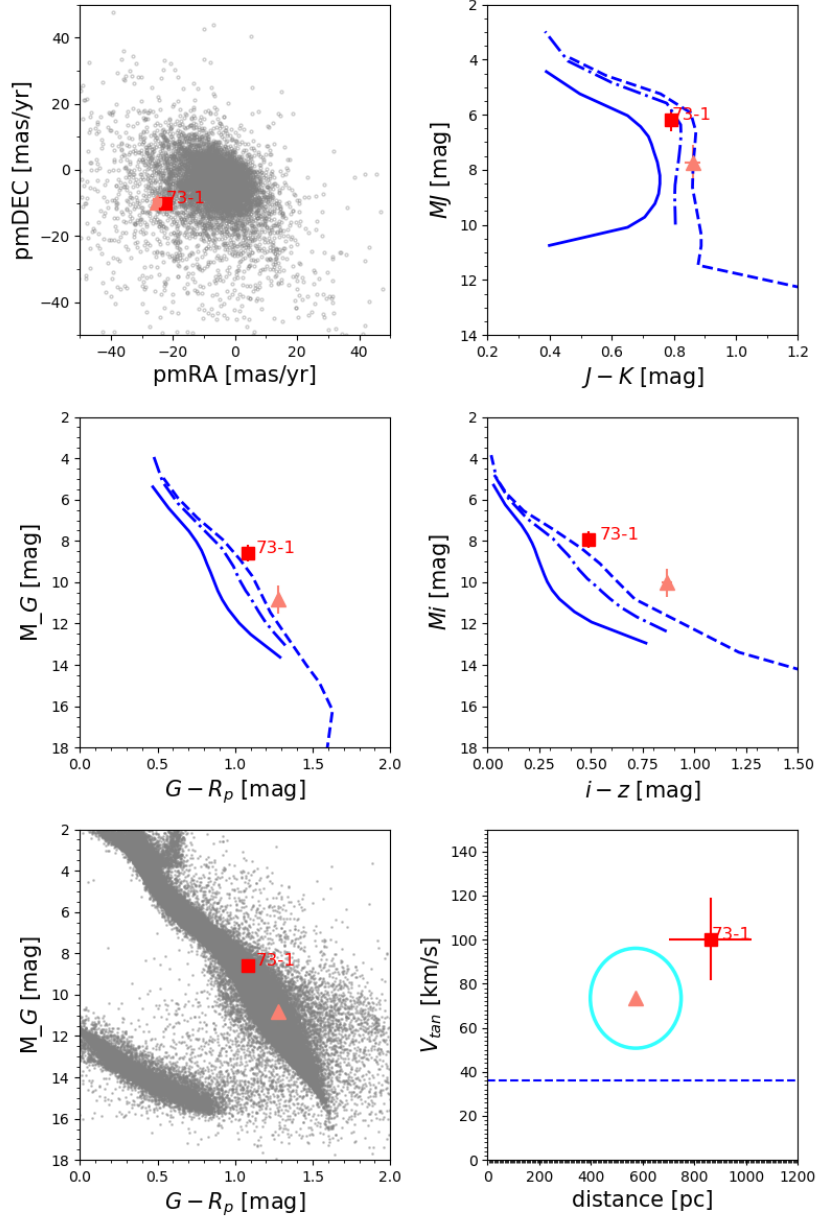 40
20
0
−20
−40
pmDEC [mas/yr]
73-1
−40 −20 0 20 40
pmRA [mas/yr]
2
4
6
8
10
12
14
MJ [mag]
73-1
0.2 0.4 0.6 0.8 1.0 1.2
J − K [mag]
2
4
6
8
10
12
14
16
18
M_G [mag]
73-1
0.0 0.5 1.0 1.5 2.0
G − Rp [mag]
2
4
6
8
10
12
14
16
18
Mi [mag]
73-1
0.00 0.25 0.50 0.75 1.00 1.25 1.50
i − z [mag]
2
4
6
8
10
12
14
16
18
M_G [mag]
73-1
0.0 0.5 1.0 1.5 2.0
G − Rp [mag]
140
120
100
80
60
40
20
0
Vtan [km/s]
73-1
0 200 400 600 800 1000 1200
distance [pc]